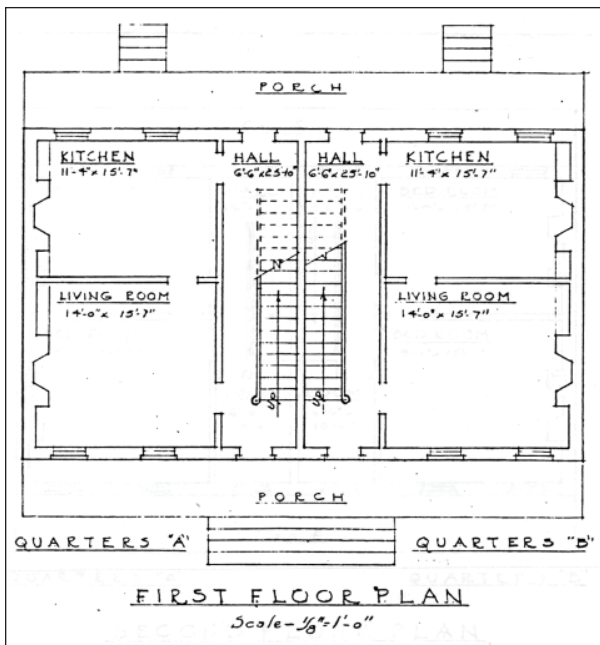 PORCH
KITCHEN
11'-4" x 15'-7"
HALL
6'-6" x 25'-10"
HALL
6'-6" x 25'-10"
KITCHEN
11'-4" x 15'-7"
LIVING ROOM
14'-0" x 15'-7"
LIVING ROOM
14'-0" x 15'-7"
UP
UP
PORCH
QUARTERS "A"
QUARTERS "B"
FIRST FLOOR PLAN
Scale - 1/8" = 1'-0"